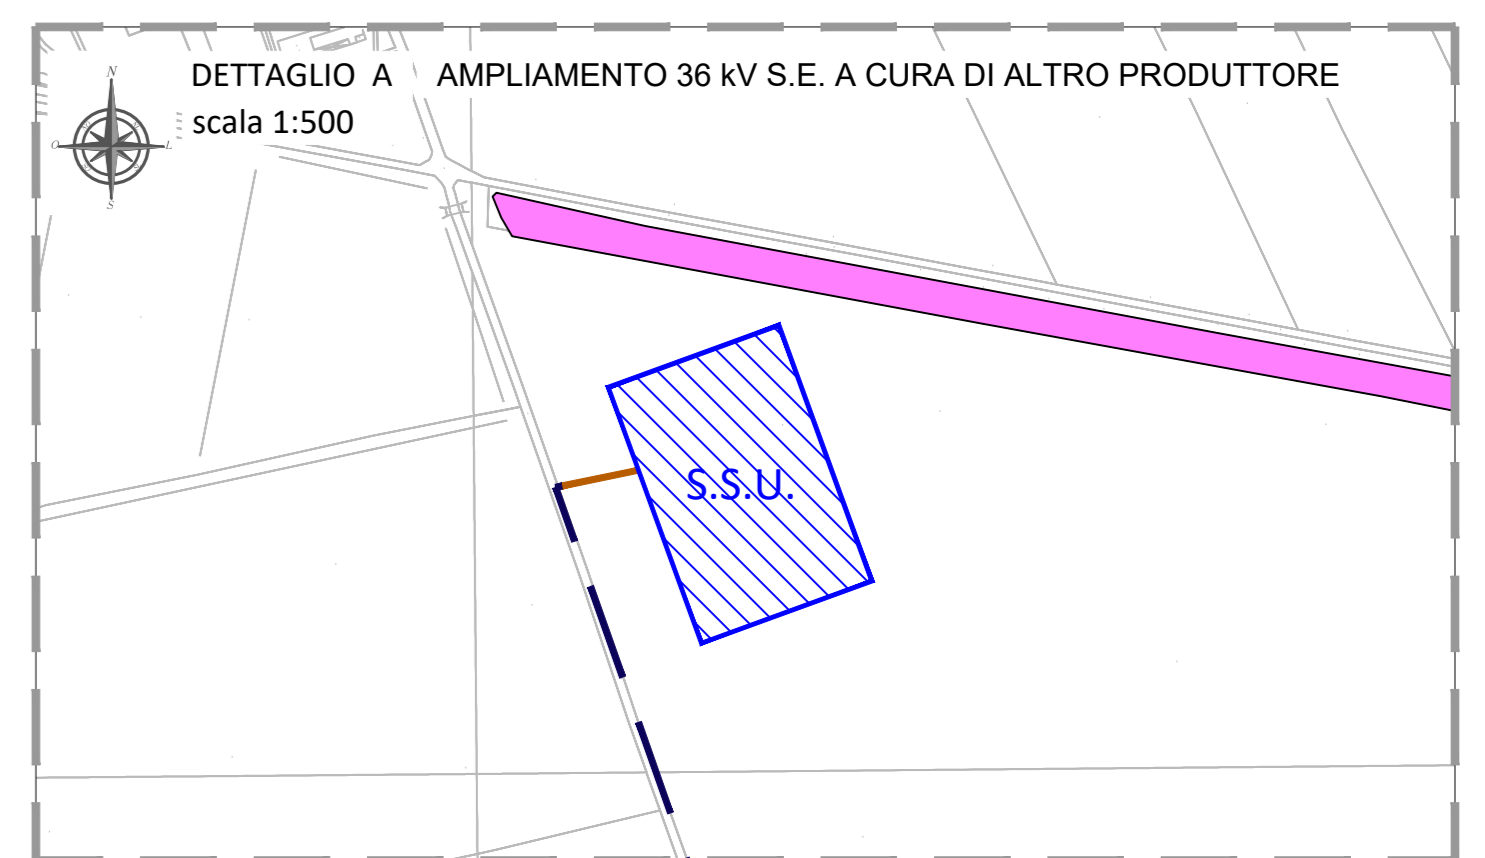 DETTAGLIO A AMPLIAMENTO 36 kV S.E. A CURA DI ALTRO PRODUTTORE
scala 1:500
N
O L
S
S.S.U.